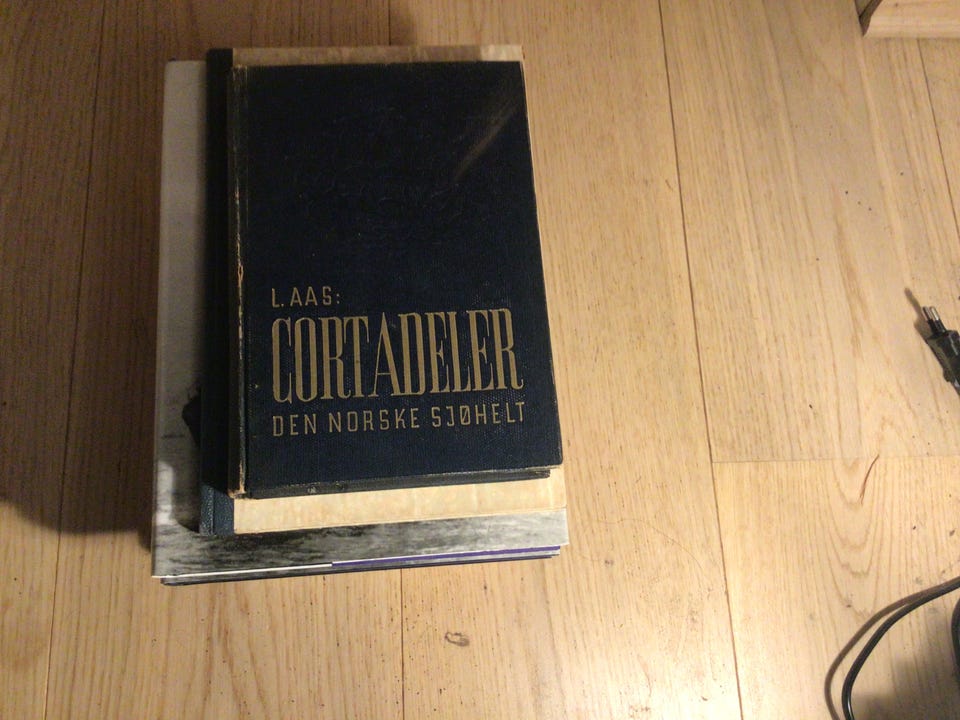 L. AAS:
CORTADELER
DEN NORSKE SJØHELT